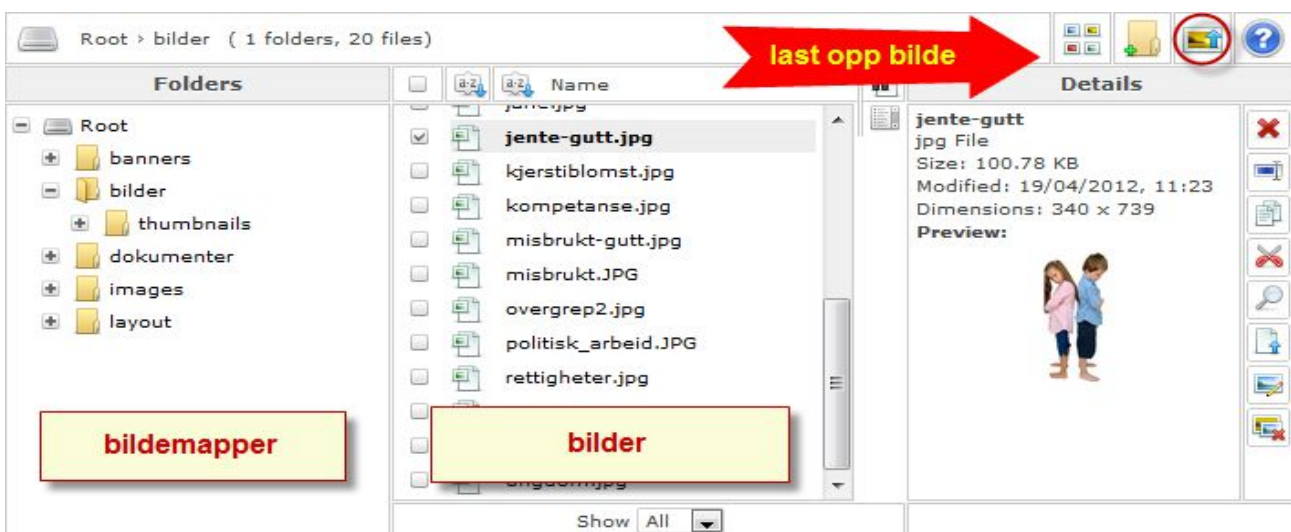 Root > bilder ( 1 folders, 20 files)
last opp bilde
Folders
Name
Details
Root
banners
bilder
thumbnails
dokumenter
images
layout
jente-gutt.jpg
kjerstiblomst.jpg
kompetanse.jpg
misbrukt-gutt.jpg
misbrukt.JPG
overgrep2.jpg
politisk_arbeid.JPG
rettigheter.jpg
jente-gutt
jpg File
Size: 100.78 KB
Modified: 19/04/2012, 11:23
Dimensions: 340 x 739
Preview:
bildemapper
bilder
Show All